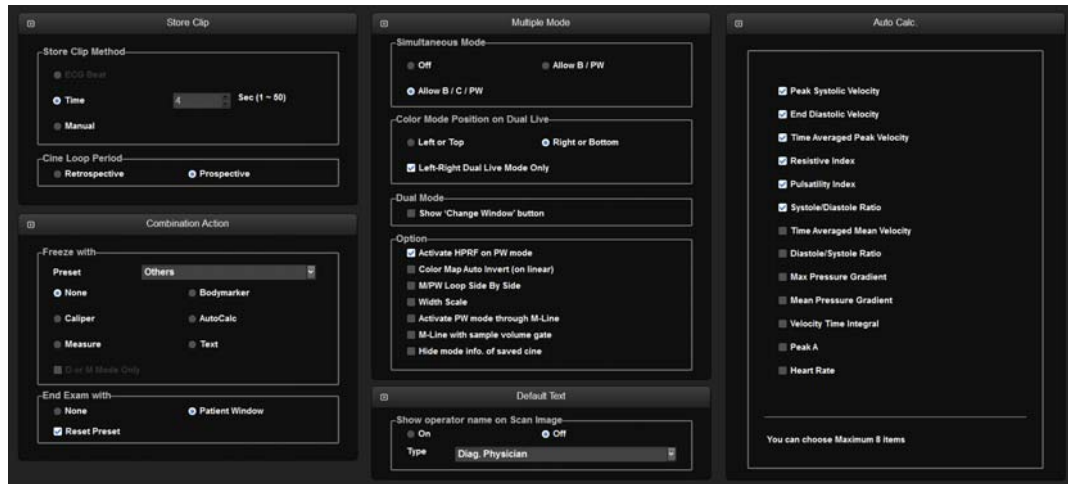 Store Clip
Store Clip Method
ECG Beat
Time 4 Sec (1 ~ 50)
Manual
Cine Loop Period
Retrospective Prospective
Combination Action
Freeze with
Preset Others
None Bodymarker
Caliper AutoCalc
Measure Text
D or M Mode Only
End Exam with
None Patient Window
Reset Preset
Multiple Mode
Simultaneous Mode
Off Allow B / PW
Allow B / C / PW
Color Mode Position on Dual Live
Left or Top Right or Bottom
Left-Right Dual Live Mode Only
Dual Mode
Show 'Change Window' button
Option
Activate HPRF on PW mode
Color Map Auto Invert (on linear)
M/PW Loop Side By Side
Width Scale
Activate PW mode through M-Line
M-Line with sample volume gate
Hide mode info. of saved cine
Default Text
Show operator name on Scan Image
On Off
Type Diag. Physician
Auto Calc.
Peak Systolic Velocity
End Diastolic Velocity
Time Averaged Peak Velocity
Resistive Index
Pulsatility Index
Systole/Diastole Ratio
Time Averaged Mean Velocity
Diastole/Systole Ratio
Max Pressure Gradient
Mean Pressure Gradient
Velocity Time Integral
Peak A
Heart Rate
You can choose Maximum 8 items